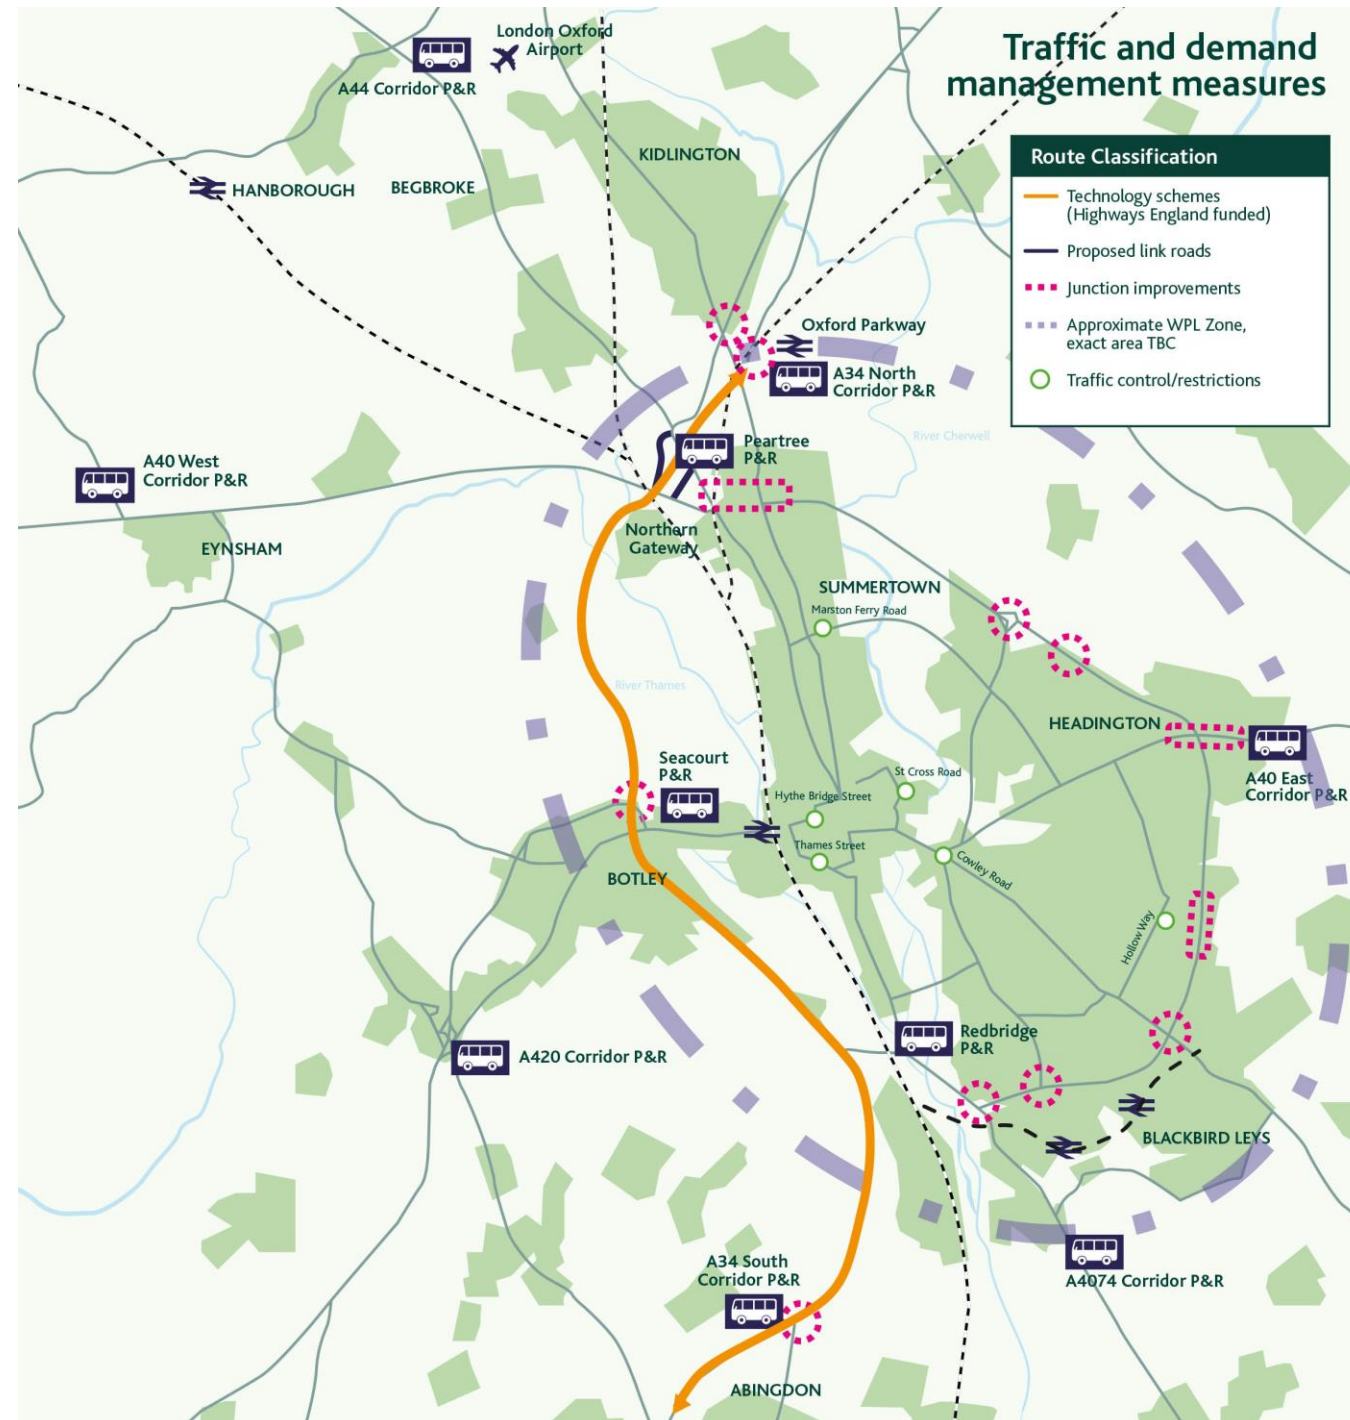 London Oxford
Airport
Traffic and demand
management measures
A44 Corridor P&R
Route Classification
Technology schemes
(Highways England funded)
Proposed link roads
Junction improvements
Approximate WPL Zone,
exact area TBC
Traffic control/restrictions
KIDLINGTON
HANBOROUGH
BEGBROKE
Oxford Parkway
A34 North
Corridor P&R
River Cherwell
Peartree
P&R
A40 West
Corridor P&R
Northern
Gateway
EYNSHAM
SUMMERTOWN
Marston Ferry Road
River Thames
HEADINGTON
Seacourt
P&R
St Cross Road
A40 East
Corridor P&R
Hythe Bridge Street
Thames Street
Cowley Road
BOTLEY
Hollow Way
Redbridge
P&R
A420 Corridor P&R
BLACKBIRD LEYS
A34 South
Corridor P&R
A4074 Corridor P&R
ABINGDON